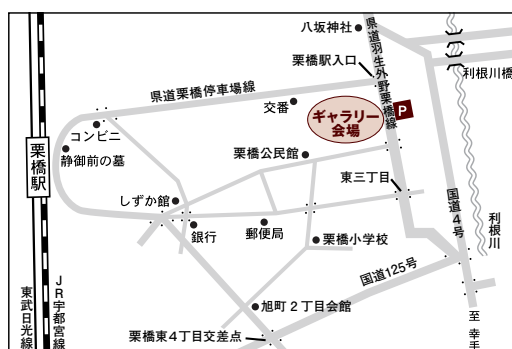 八坂神社
県道羽生外野栗橋線
栗橋駅入口
利根川橋
県道栗橋停車場線
交番
P
ギャラリー
会場
コンビニ
静御前の墓
栗橋公民館
栗橋駅
東三丁目
しずか館
銀行
郵便局
栗橋小学校
国道4号
利根川
国道125号
旭町2丁目会館
栗橋東4丁目交差点
東武日光線
JR宇都宮線
至 幸手